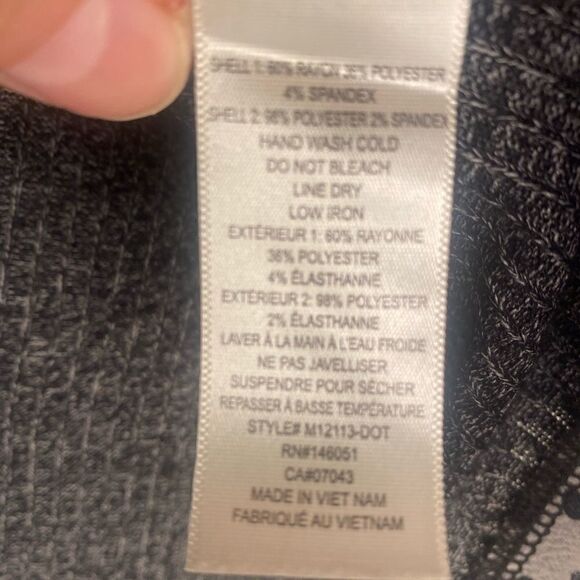 SHELL 1: 60% RAYON 36% POLYESTER
4% SPANDEX
SHELL 2: 98% POLYESTER 2% SPANDEX
HAND WASH COLD
DO NOT BLEACH
LINE DRY
LOW IRON
EXTÉRIEUR 1: 60% RAYONNE
36% POLYESTER
4% ÉLASTHANNE
EXTÉRIEUR 2: 98% POLYESTER
2% ÉLASTHANNE
LAVER À LA MAIN À L'EAU FROIDE
NE PAS JAVELLISER
SUSPENDRE POUR SÉCHER
REPASSER À BASSE TEMPÉRATURE
STYLE# M12113-DOT
RN#146051
CA#07043
MADE IN VIET NAM
FABRIQUÉ AU VIETNAM